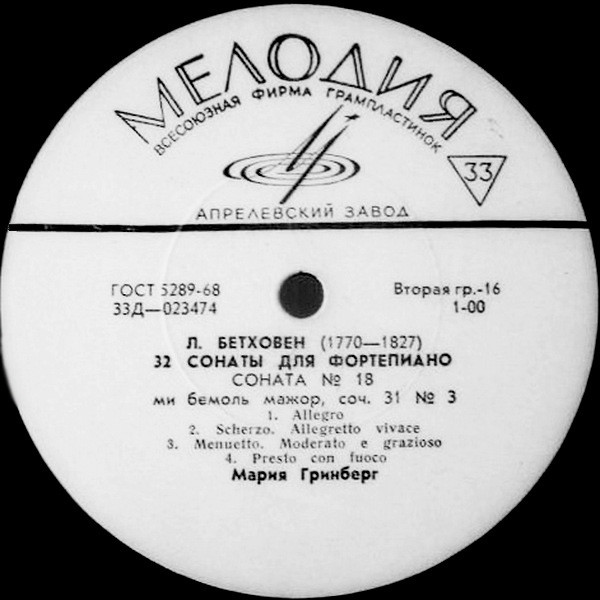 МЕЛОДИЯ
ВСЕСОЮЗНАЯ ФИРМА ГРАМПЛАСТИНОК
33
АПРЕЛЕВСКИЙ ЗАВОД
ГОСТ 5289-68 Вторая гр.-16
33Д—023474 1-00
Л. БЕТХОВЕН (1770—1827)
32 СОНАТЫ ДЛЯ ФОРТЕПИАНО
СОНАТА № 18
ми бемоль мажор, соч. 31 № 3
1. Allegro
2. Scherzo. Allegretto vivace
3. Menuetto. Moderato e grazioso
4. Presto con fuoco
Мария Гринберг